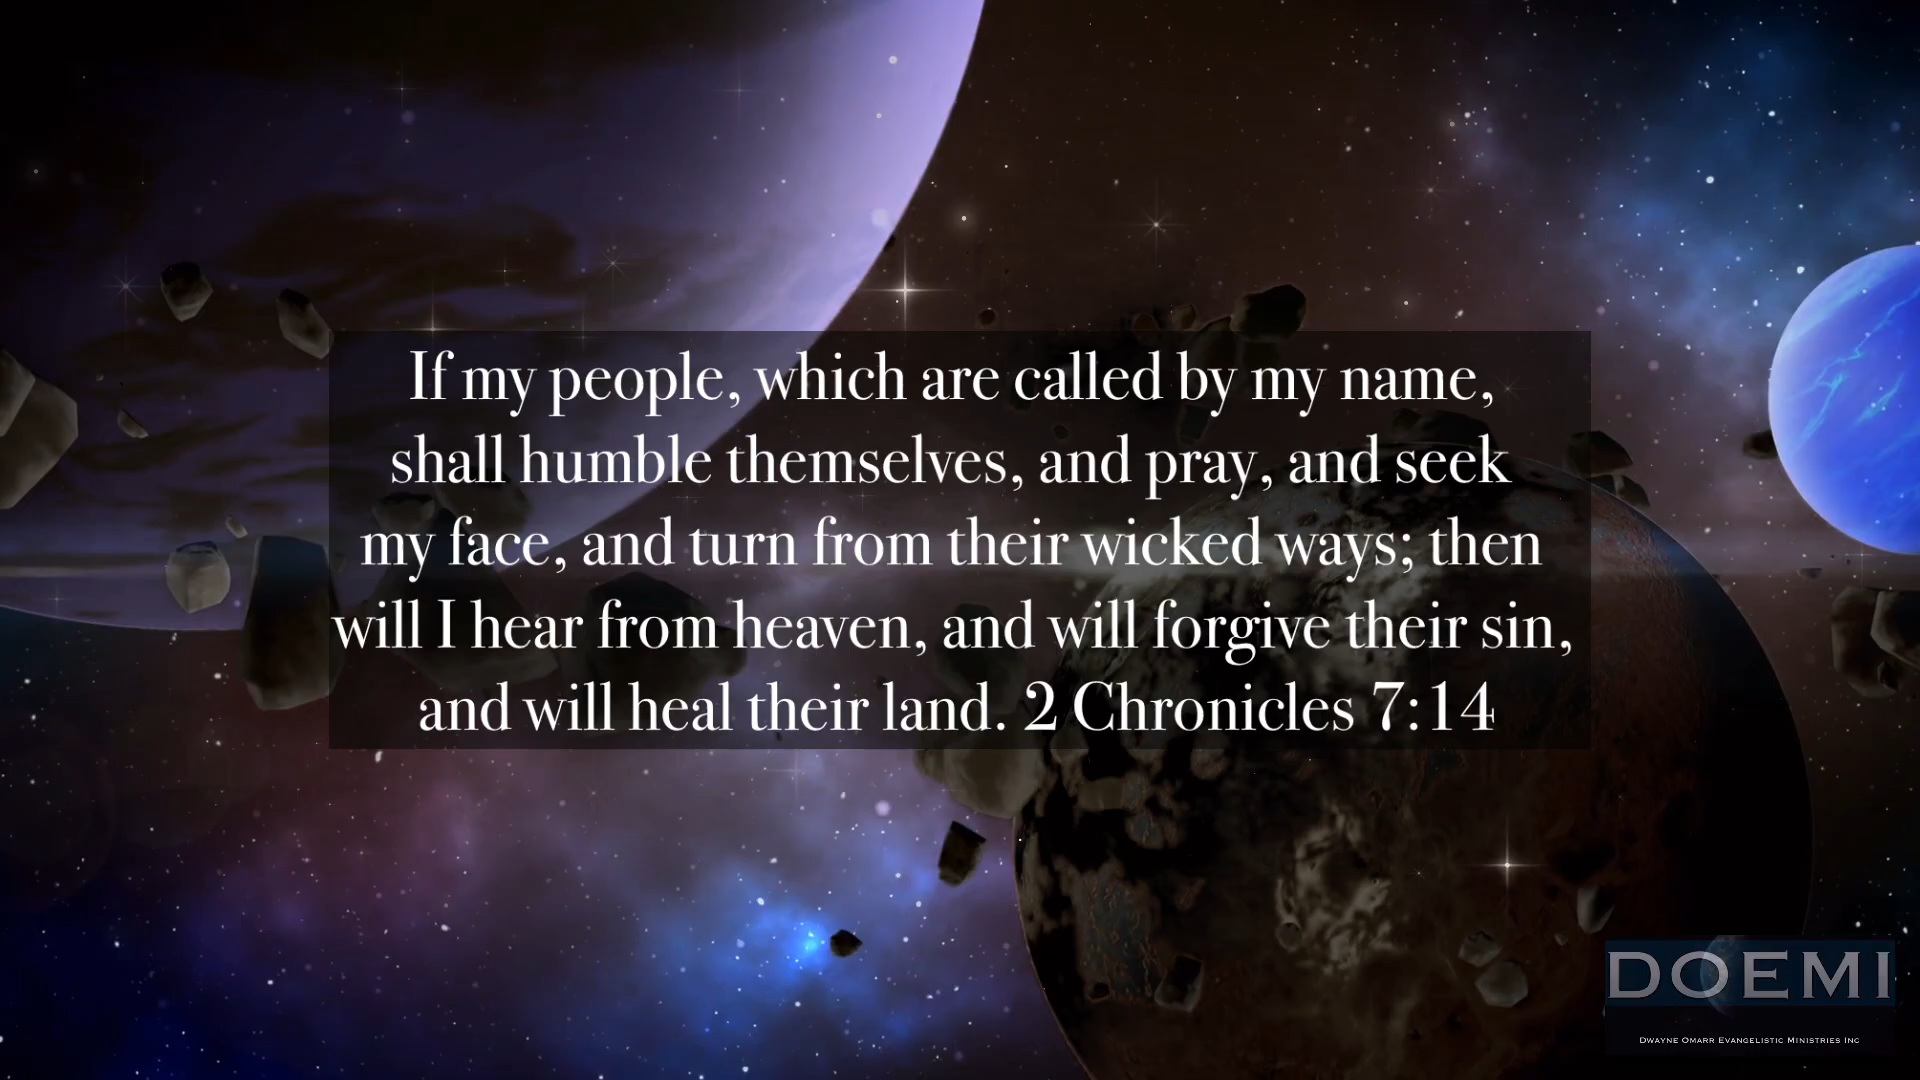 If my people, which are called by my name,
shall humble themselves, and pray, and seek
my face, and turn from their wicked ways; then
will I hear from heaven, and will forgive their sin,
and will heal their land. 2 Chronicles 7:14
DOEMI
Dwayne Omarr Evangelistic Ministries Inc